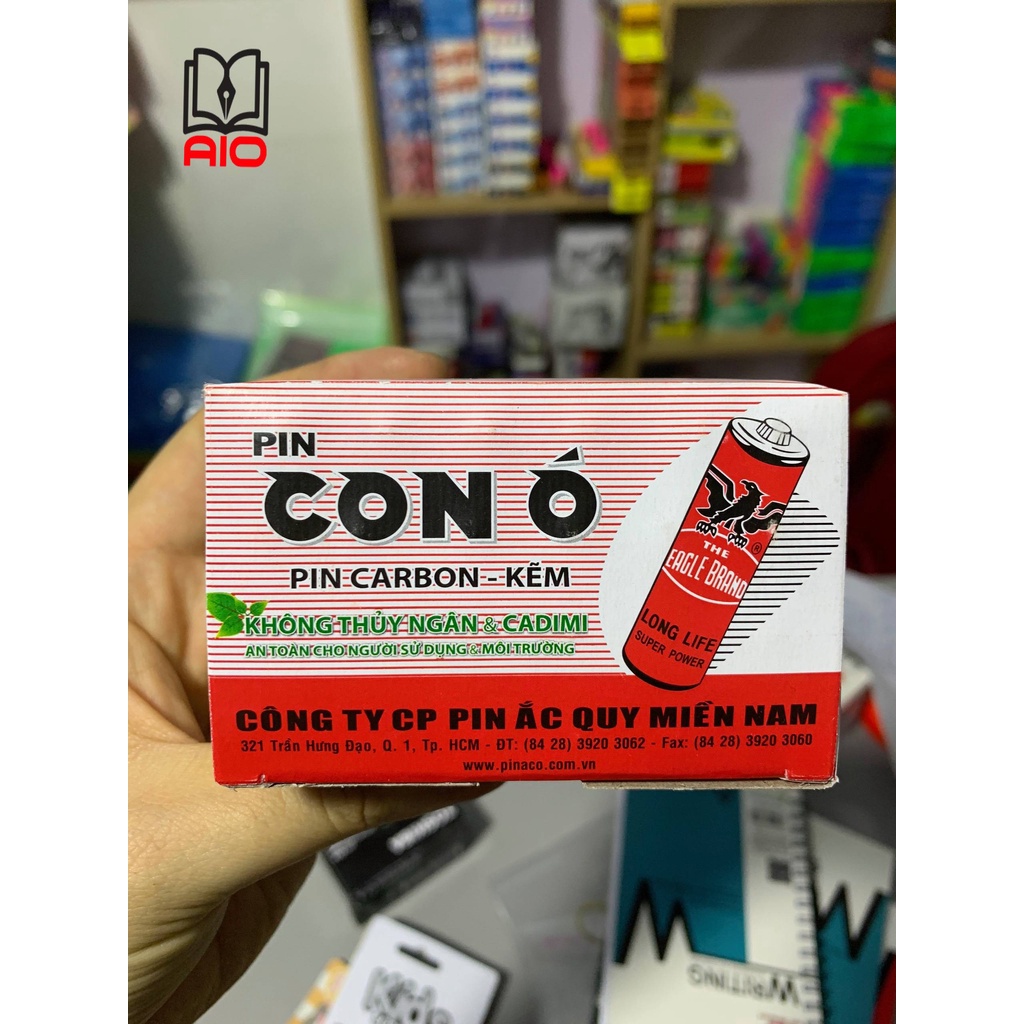 AIO
PIN
CON Ó
PIN CARBON - KẼM
KHÔNG THỦY NGÂN & CADIMI
AN TOÀN CHO NGƯỜI SỬ DỤNG & MÔI TRƯỜNG
THE
EAGLE BRAND
®
LONG LIFE
SUPER POWER
CÔNG TY CP PIN ẮC QUY MIỀN NAM
321 Trần Hưng Đạo, Q. 1, Tp. HCM - ĐT: (84 28) 3920 3062 - Fax: (84 28) 3920 3060
www.pinaco.com.vn
Kids
WRITING